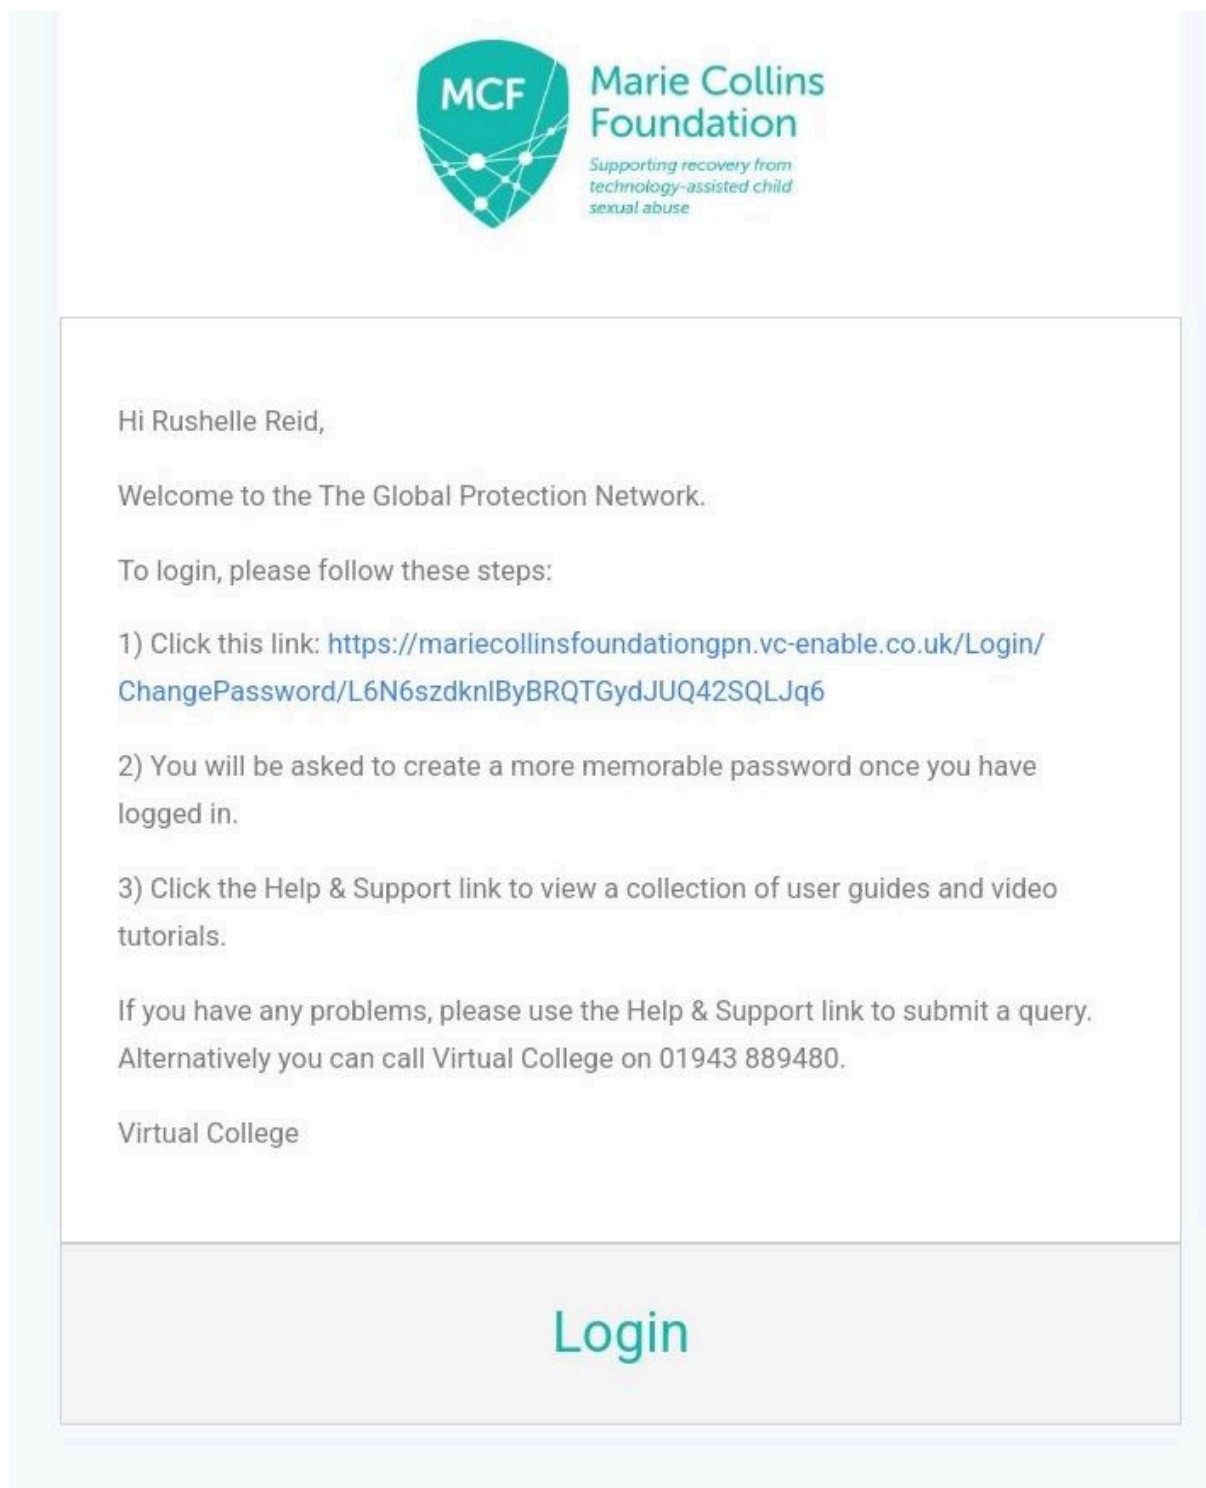 MCF
Marie Collins
Foundation
Supporting recovery from
technology-assisted child
sexual abuse
Hi Rushelle Reid,
Welcome to the The Global Protection Network.
To login, please follow these steps:
1) Click this link: https://mariecollinsfoundationgpn.vc-enable.co.uk/Login/
ChangePassword/L6N6szdknlByBRQTGydJUQ42SQLJq6
2) You will be asked to create a more memorable password once you have
logged in.
3) Click the Help & Support link to view a collection of user guides and video
tutorials.
If you have any problems, please use the Help & Support link to submit a query.
Alternatively you can call Virtual College on 01943 889480.
Virtual College
Login